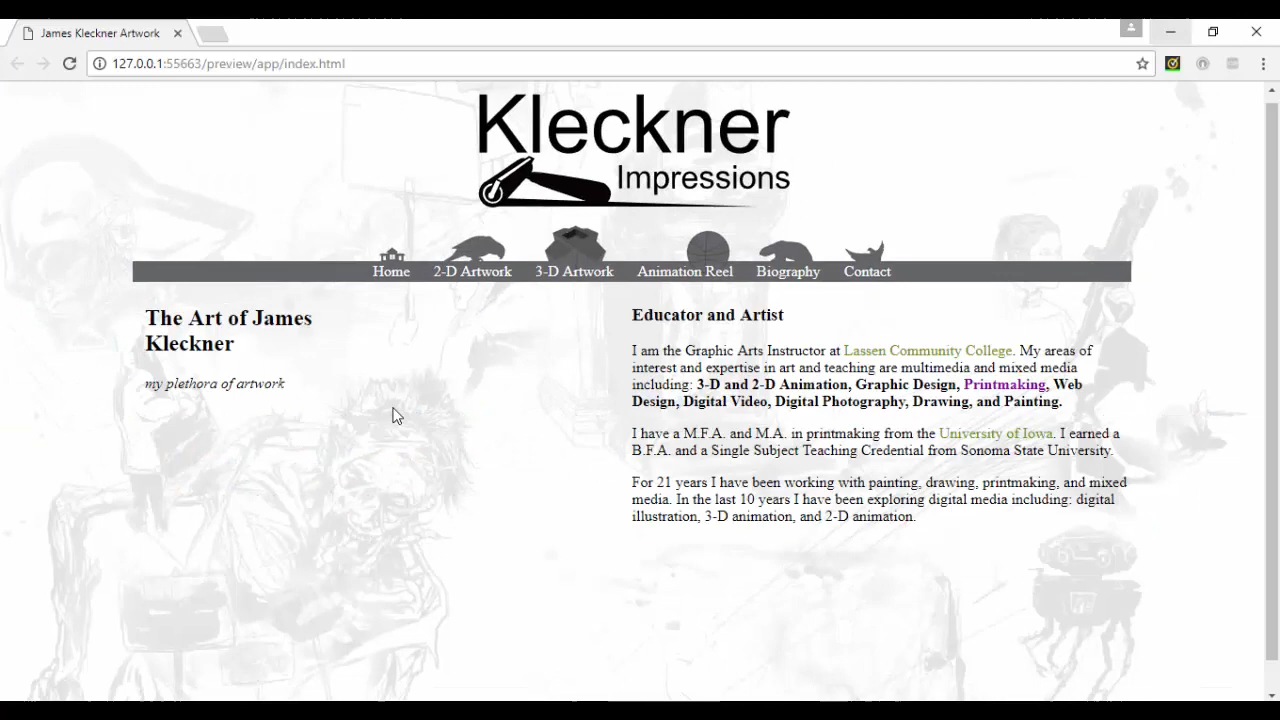 James Kleckner Artwork
127.0.0.1:55663/preview/app/index.html
Kleckner
Impressions
Home 2-D Artwork 3-D Artwork Animation Reel Biography Contact
The Art of James
Kleckner
my plethora of artwork
Educator and Artist
I am the Graphic Arts Instructor at Lassen Community College. My areas of
interest and expertise in art and teaching are multimedia and mixed media
including: 3-D and 2-D Animation, Graphic Design, Printmaking, Web
Design, Digital Video, Digital Photography, Drawing, and Painting.
I have a M.F.A. and M.A. in printmaking from the University of Iowa. I earned a
B.F.A. and a Single Subject Teaching Credential from Sonoma State University.
For 21 years I have been working with painting, drawing, printmaking, and mixed
media. In the last 10 years I have been exploring digital media including: digital
illustration, 3-D animation, and 2-D animation.